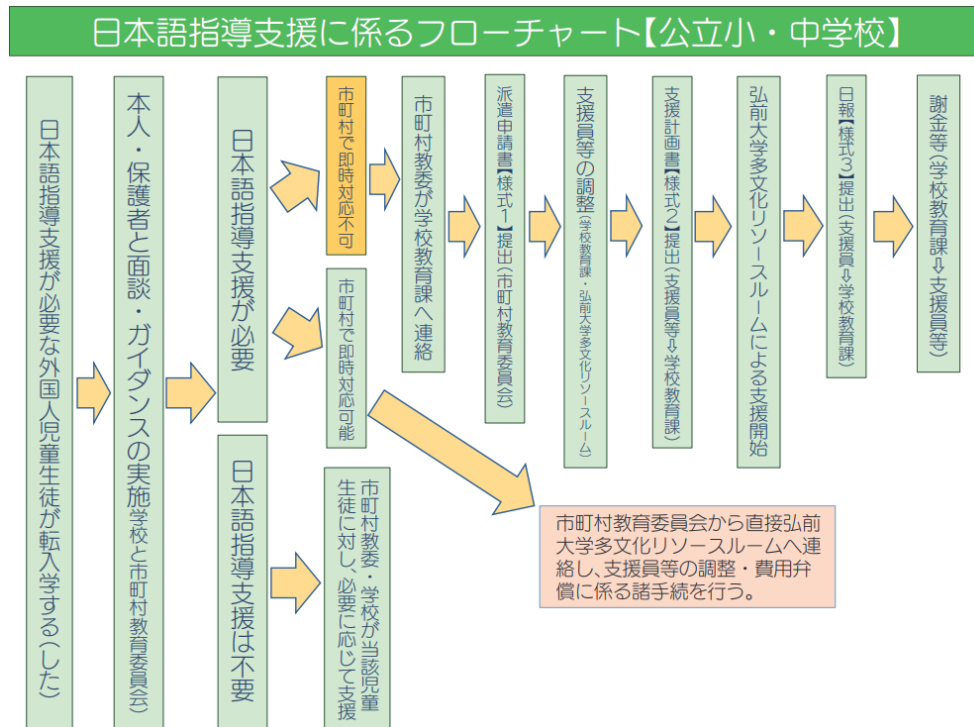 日本語指導支援に係るフローチャート【公立小・中学校】
日本語指導支援が必要な外国人児童生徒が転入学する(した)
本人・保護者と面談・ガイダンスの実施学校と市町村教育委員会)
日本語指導支援が必要
市町村で即時対応不可
市町村教委が学校教育課へ連絡
派遣申請書【様式1】提出(市町村教育委員会)
支援員等の調整(学校教育課・弘前大学多文化リソースルーム)
支援計画書【様式2】提出(支援員等⇨学校教育課)
弘前大学多文化リソースルームによる支援開始
日報【様式3】提出(支援員⇨学校教育課)
謝金等(学校教育課⇨支援員等)
市町村で即時対応可能
市町村教育委員会から直接弘前
大学多文化リソースルームへ連
絡し、支援員等の調整・費用弁
償に係る諸手続を行う。
日本語指導支援は不要
市町村教委・学校が当該児童
生徒に対し、必要に応じて支援